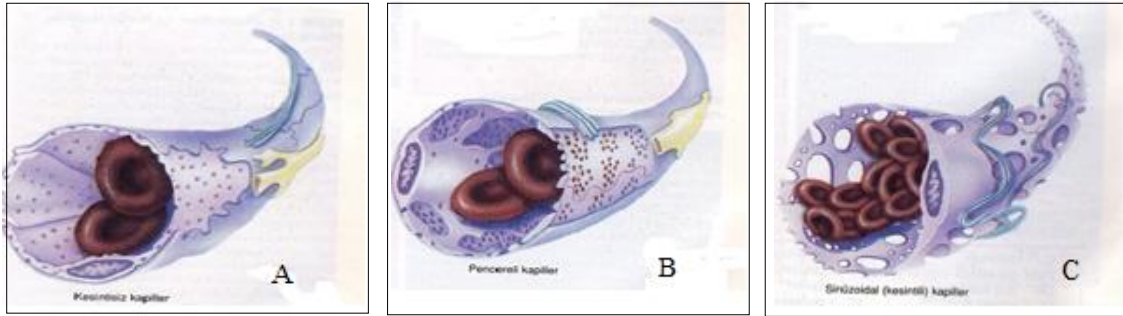 A
Kesintisiz kapiller
B
Pencereli kapiller
C
Sinüzoidal (kesintili) kapiller